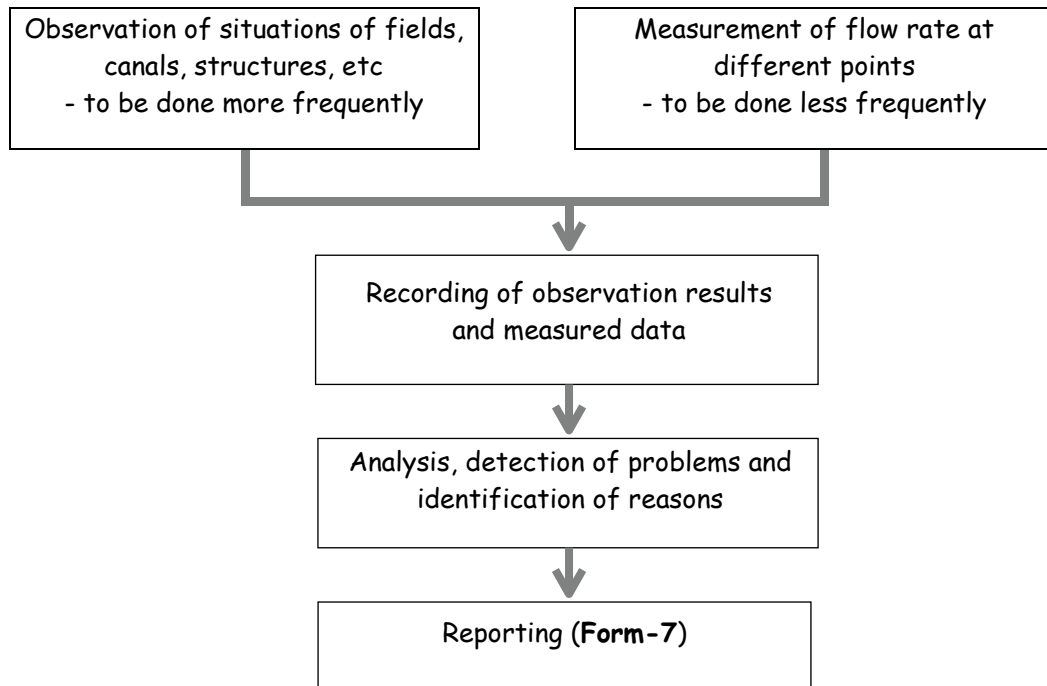 Observation of situations of fields,
canals, structures, etc
- to be done more frequently
Measurement of flow rate at
different points
- to be done less frequently
Recording of observation results
and measured data
Analysis, detection of problems and
identification of reasons
Reporting (Form-7)